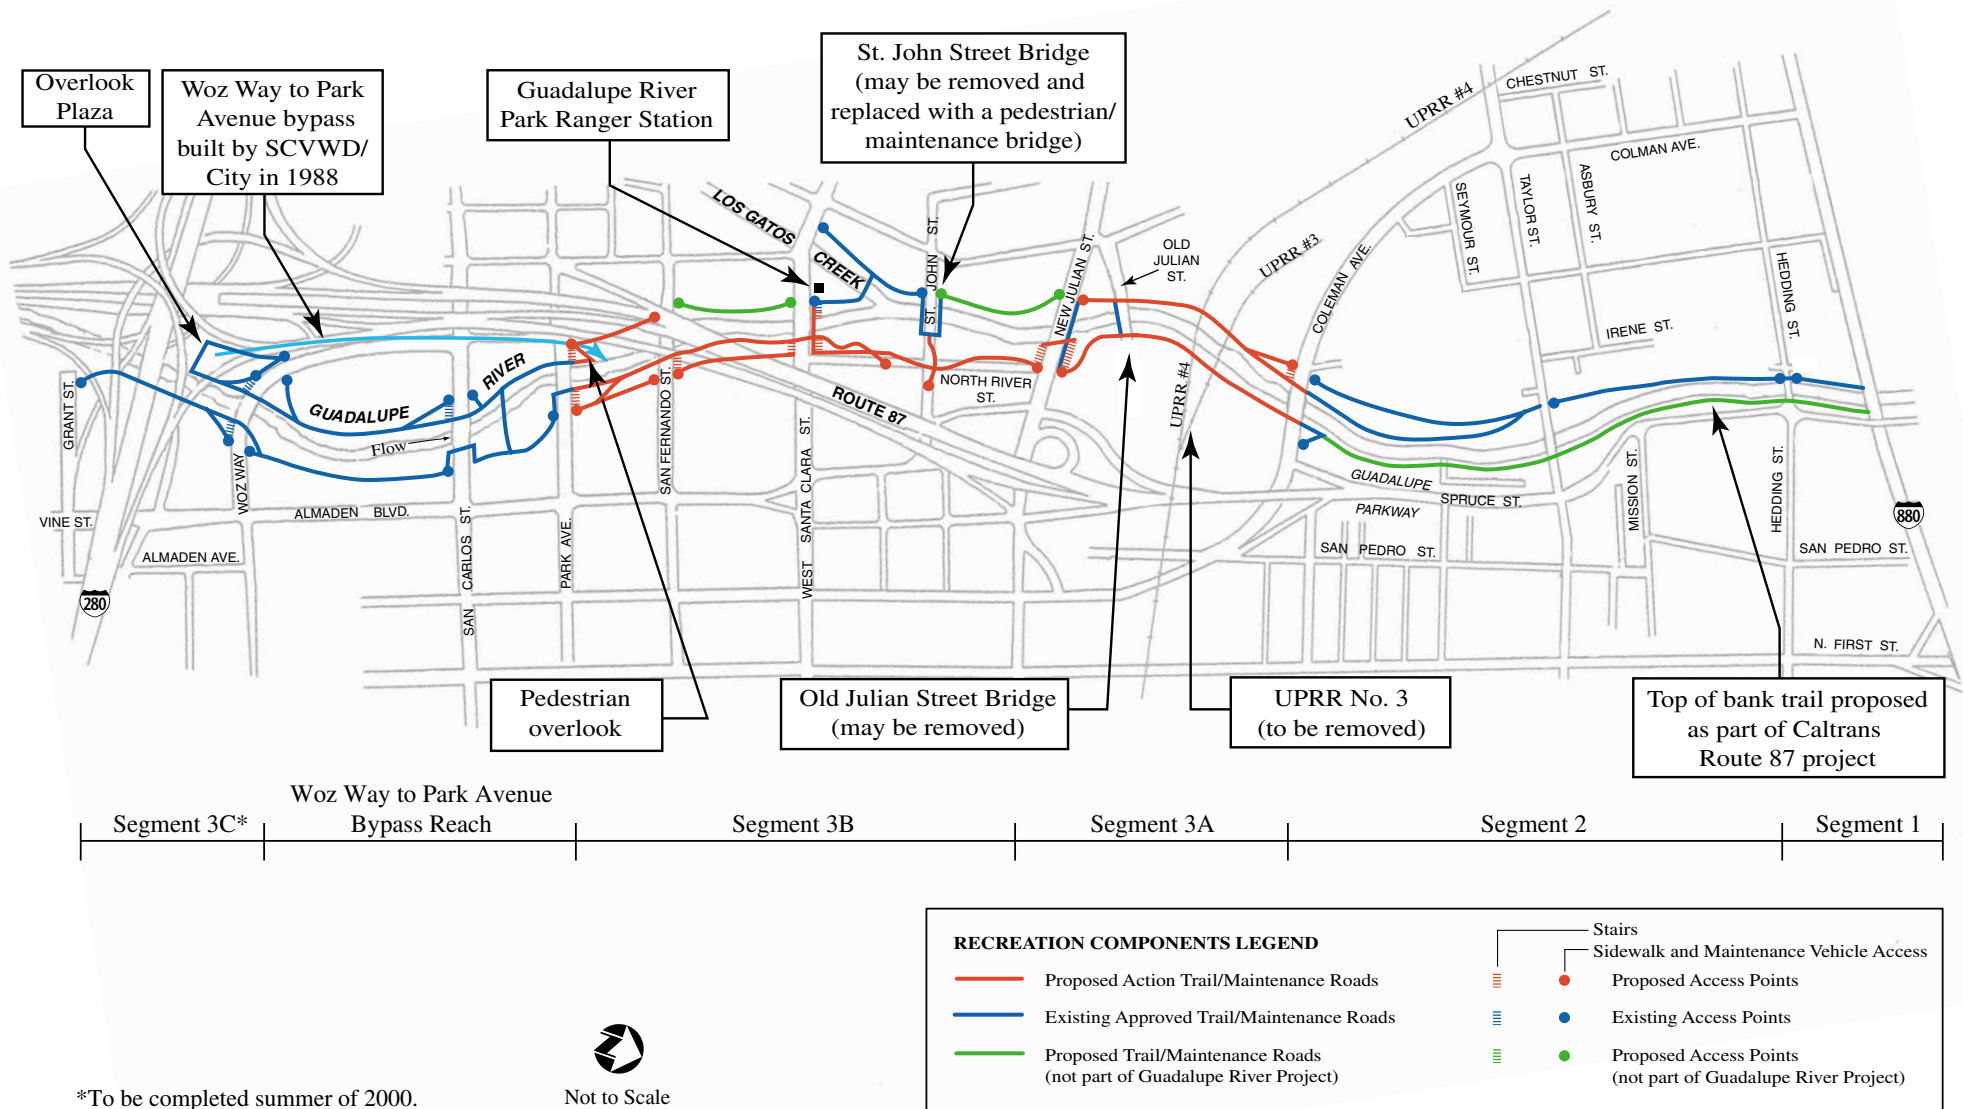 Overlook
Plaza
Woz Way to Park
Avenue bypass
built by SCVWD/
City in 1988
Guadalupe River
Park Ranger Station
St. John Street Bridge
(may be removed and
replaced with a pedestrian/
maintenance bridge)
UPRR #4
CHESTNUT ST.
COLMAN AVE.
SEYMOUR ST.
TAYLOR ST.
ASBURY ST.
HEDDING ST.
LOS GATOS
CREEK
ST. JOHN ST.
NEW JULIAN ST.
OLD
JULIAN
ST.
UPRR #3
COLEMAN AVE.
IRENE ST.
GRANT ST.
GUADALUPE
RIVER
Flow
WOZ WAY
SAN FERNANDO ST.
ROUTE 87
NORTH RIVER
ST.
UPRR #4
VINE ST.
ALMADEN BLVD.
ALMADEN AVE.
SAN CARLOS ST.
PARK AVE.
WEST SANTA CLARA ST.
GUADALUPE
PARKWAY
SPRUCE ST.
MISSION ST.
HEDDING ST.
SAN PEDRO ST.
SAN PEDRO ST.
N. FIRST ST.
280
880
Pedestrian
overlook
Old Julian Street Bridge
(may be removed)
UPRR No. 3
(to be removed)
Top of bank trail proposed
as part of Caltrans
Route 87 project
Segment 3C*
Woz Way to Park Avenue
Bypass Reach
Segment 3B
Segment 3A
Segment 2
Segment 1
RECREATION COMPONENTS LEGEND
Stairs
Sidewalk and Maintenance Vehicle Access
Proposed Action Trail/Maintenance Roads
Proposed Access Points
Existing Approved Trail/Maintenance Roads
Existing Access Points
Proposed Trail/Maintenance Roads
(not part of Guadalupe River Project)
Proposed Access Points
(not part of Guadalupe River Project)
*To be completed summer of 2000.
Not to Scale